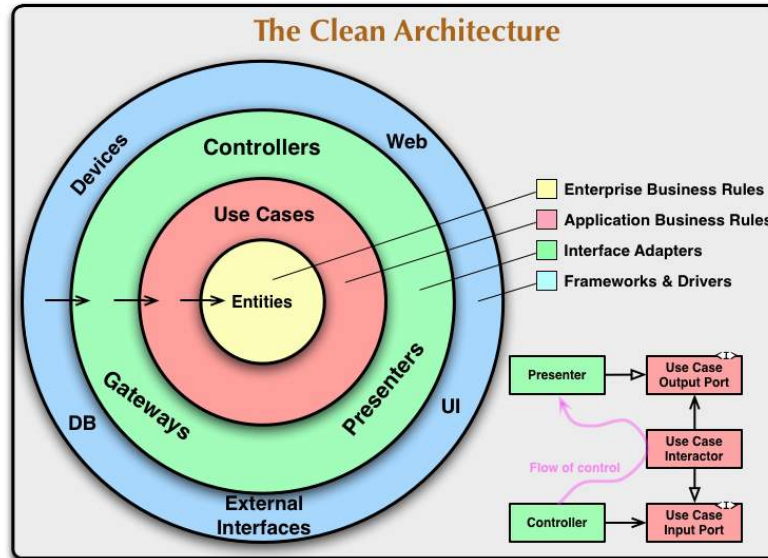 The Clean Architecture
Devices
Web
Controllers
Use Cases
Entities
Gateways
Presenters
DB
UI
External
Interfaces
Enterprise Business Rules
Application Business Rules
Interface Adapters
Frameworks & Drivers
Presenter
<I>
Use Case
Output Port
Use Case
Interactor
Flow of control
Controller
<I>
Use Case
Input Port